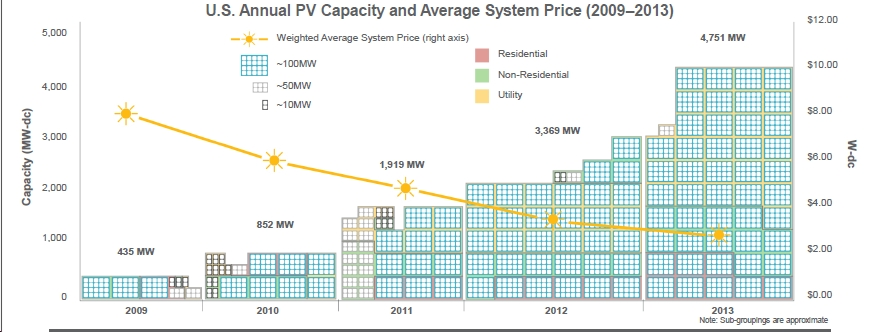 U.S. Annual PV Capacity and Average System Price (2009–2013)
$12.00
5,000
Weighted Average System Price (right axis)
4,751 MW
Residential
~100MW
$10.00
Non-Residential
~50MW
4,000
Utility
~10MW
$8.00
3,369 MW
3,000
Capacity (MW-dc)
W-dc
1,919 MW
$6.00
2,000
$4.00
852 MW
1,000
435 MW
$2.00
0
$0.00
2009
2010
2011
2012
2013
Note: Sub-groupings are approximate